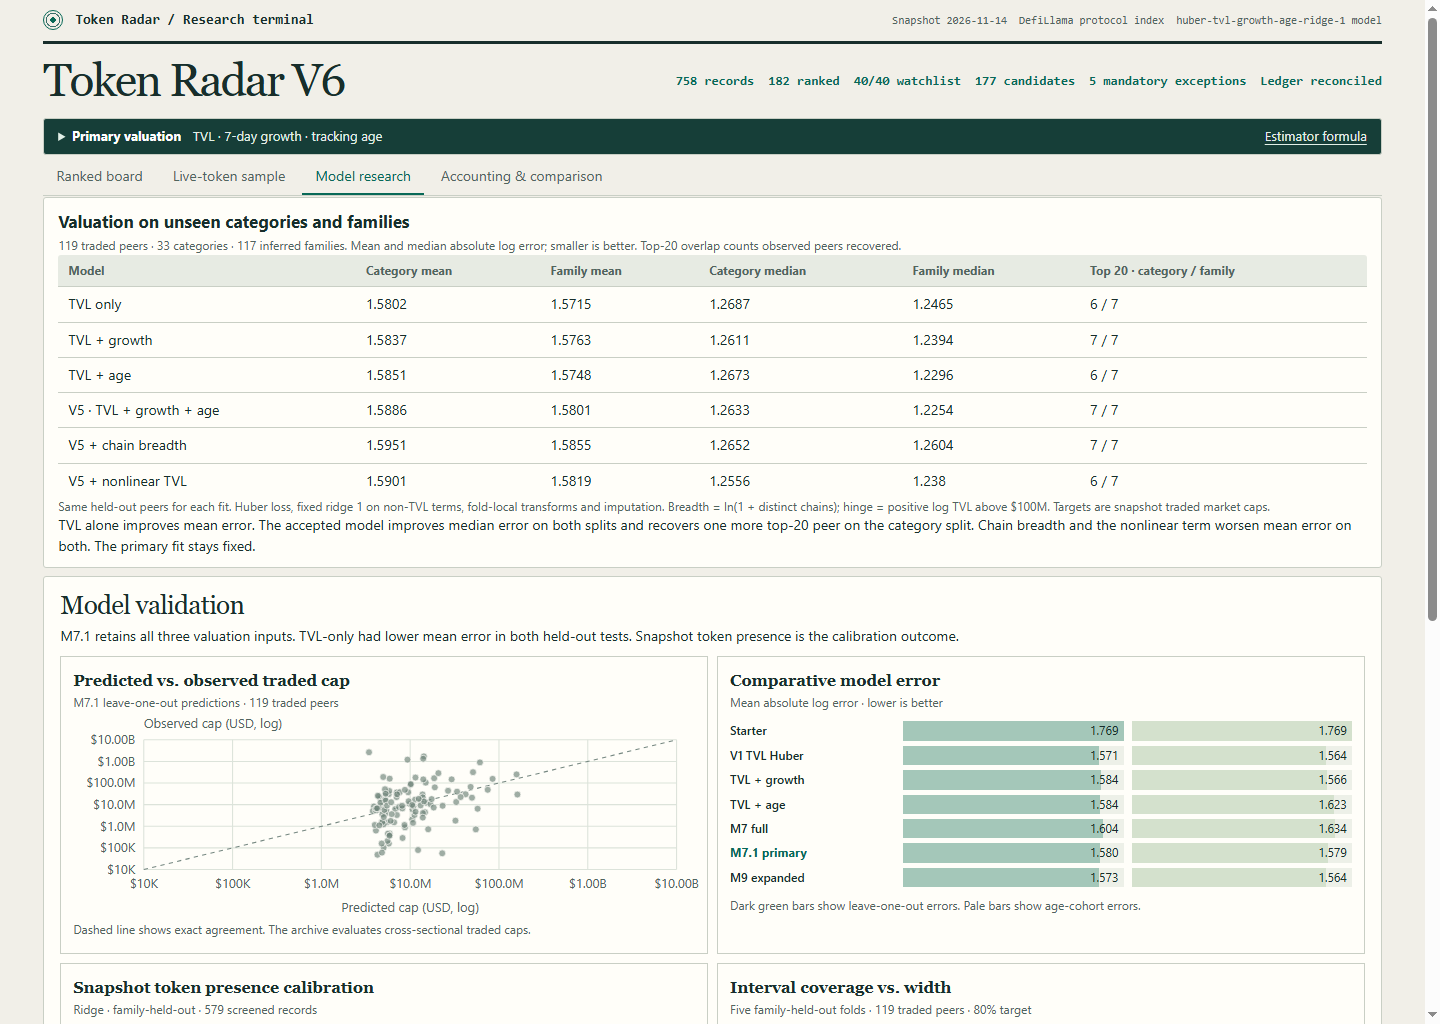 Token Radar / Research terminal
Snapshot 2026-11-14 DefiLlama protocol index huber-tvl-growth-age-ridge-1 model
Token Radar V6
758 records 182 ranked 40/40 watchlist 177 candidates 5 mandatory exceptions Ledger reconciled
Primary valuation TVL · 7-day growth · tracking age
Estimator formula
Ranked board Live-token sample Model research Accounting & comparison
Valuation on unseen categories and families
119 traded peers · 33 categories · 117 inferred families. Mean and median absolute log error; smaller is better. Top-20 overlap counts observed peers recovered.
Model Category mean Family mean Category median Family median Top 20 · category / family
TVL only 1.5802 1.5715 1.2687 1.2465 6 / 7
TVL + growth 1.5837 1.5763 1.2611 1.2394 7 / 7
TVL + age 1.5851 1.5748 1.2673 1.2296 6 / 7
V5 · TVL + growth + age 1.5886 1.5801 1.2633 1.2254 7 / 7
V5 + chain breadth 1.5951 1.5855 1.2652 1.2604 7 / 7
V5 + nonlinear TVL 1.5901 1.5819 1.2556 1.238 6 / 7
Same held-out peers for each fit. Huber loss, fixed ridge 1 on non-TVL terms, fold-local transforms and imputation. Breadth = ln(1 + distinct chains); hinge = positive log TVL above $100M. Targets are snapshot traded market caps.
TVL alone improves mean error. The accepted model improves median error on both splits and recovers one more top-20 peer on the category split. Chain breadth and the nonlinear term worsen mean error on
both. The primary fit stays fixed.
Model validation
M7.1 retains all three valuation inputs. TVL-only had lower mean error in both held-out tests. Snapshot token presence is the calibration outcome.
Predicted vs. observed traded cap
M7.1 leave-one-out predictions · 119 traded peers
Observed cap (USD, log)
$10.00B
$1.00B
$100.0M
$10.0M
$1.0M
$100K
$10K
$10K $100K $1.0M $10.0M $100.0M $1.00B $10.00B
Predicted cap (USD, log)
Dashed line shows exact agreement. The archive evaluates cross-sectional traded caps.
Comparative model error
Mean absolute log error · lower is better
Starter 1.769 1.769
V1 TVL Huber 1.571 1.564
TVL + growth 1.584 1.566
TVL + age 1.584 1.623
M7 full 1.604 1.634
M7.1 primary 1.580 1.579
M9 expanded 1.573 1.564
Dark green bars show leave-one-out errors. Pale bars show age-cohort errors.
Snapshot token presence calibration
Ridge · family-held-out · 579 screened records
Interval coverage vs. width
Five family-held-out folds · 119 traded peers · 80% target